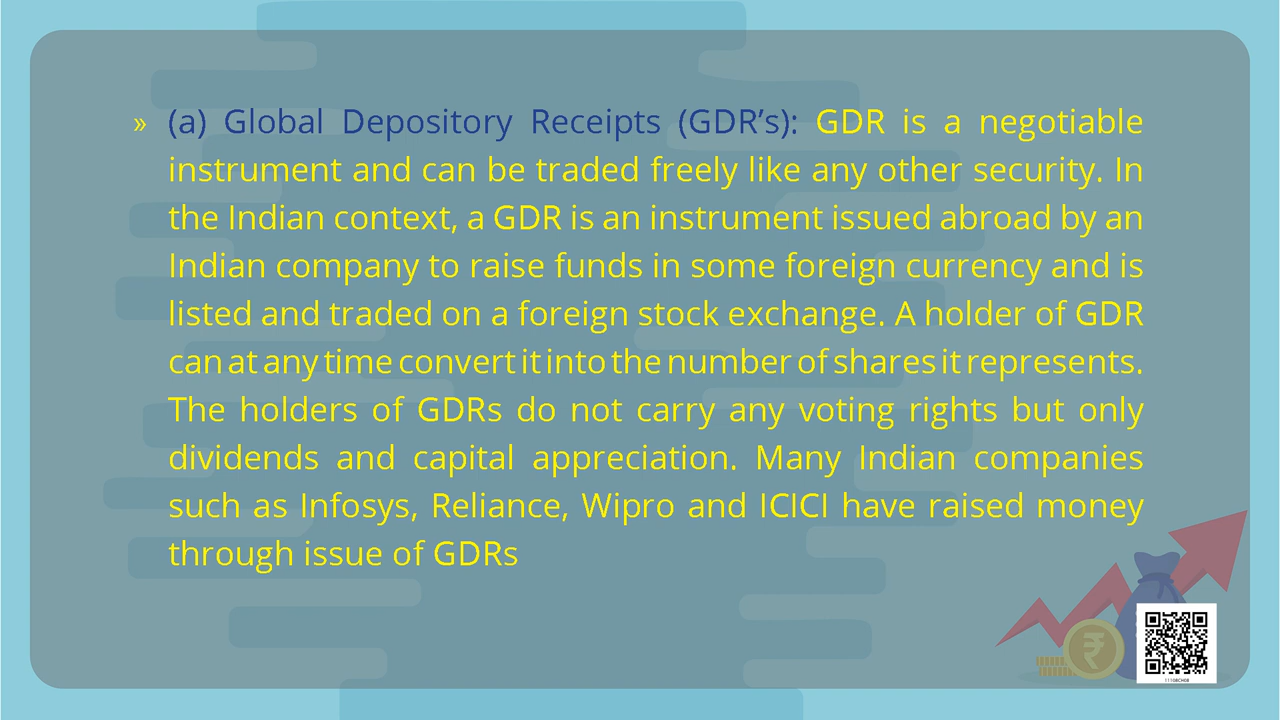 » (a) Global Depository Receipts (GDR’s): GDR is a negotiable
instrument and can be traded freely like any other security. In
the Indian context, a GDR is an instrument issued abroad by an
Indian company to raise funds in some foreign currency and is
listed and traded on a foreign stock exchange. A holder of GDR
can at any time convert it into the number of shares it represents.
The holders of GDRs do not carry any voting rights but only
dividends and capital appreciation. Many Indian companies
such as Infosys, Reliance, Wipro and ICICI have raised money
through issue of GDRs
₹
11108CH08